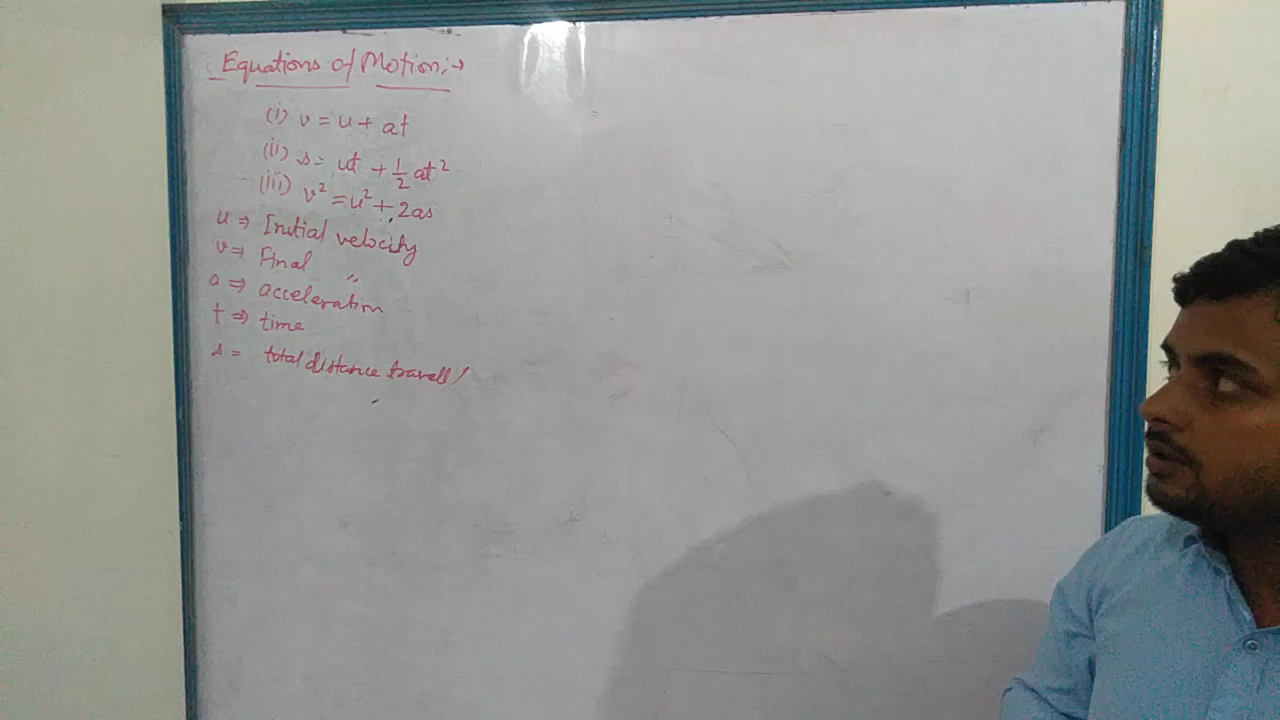 Equations of Motion:→
(i) v = u + at
(ii) s = ut + 1/2 at²
(iii) v² = u² + 2as
u ⇒ Initial velocity
v ⇒ Final "
a ⇒ acceleration
t ⇒ time
s = total distance travell/